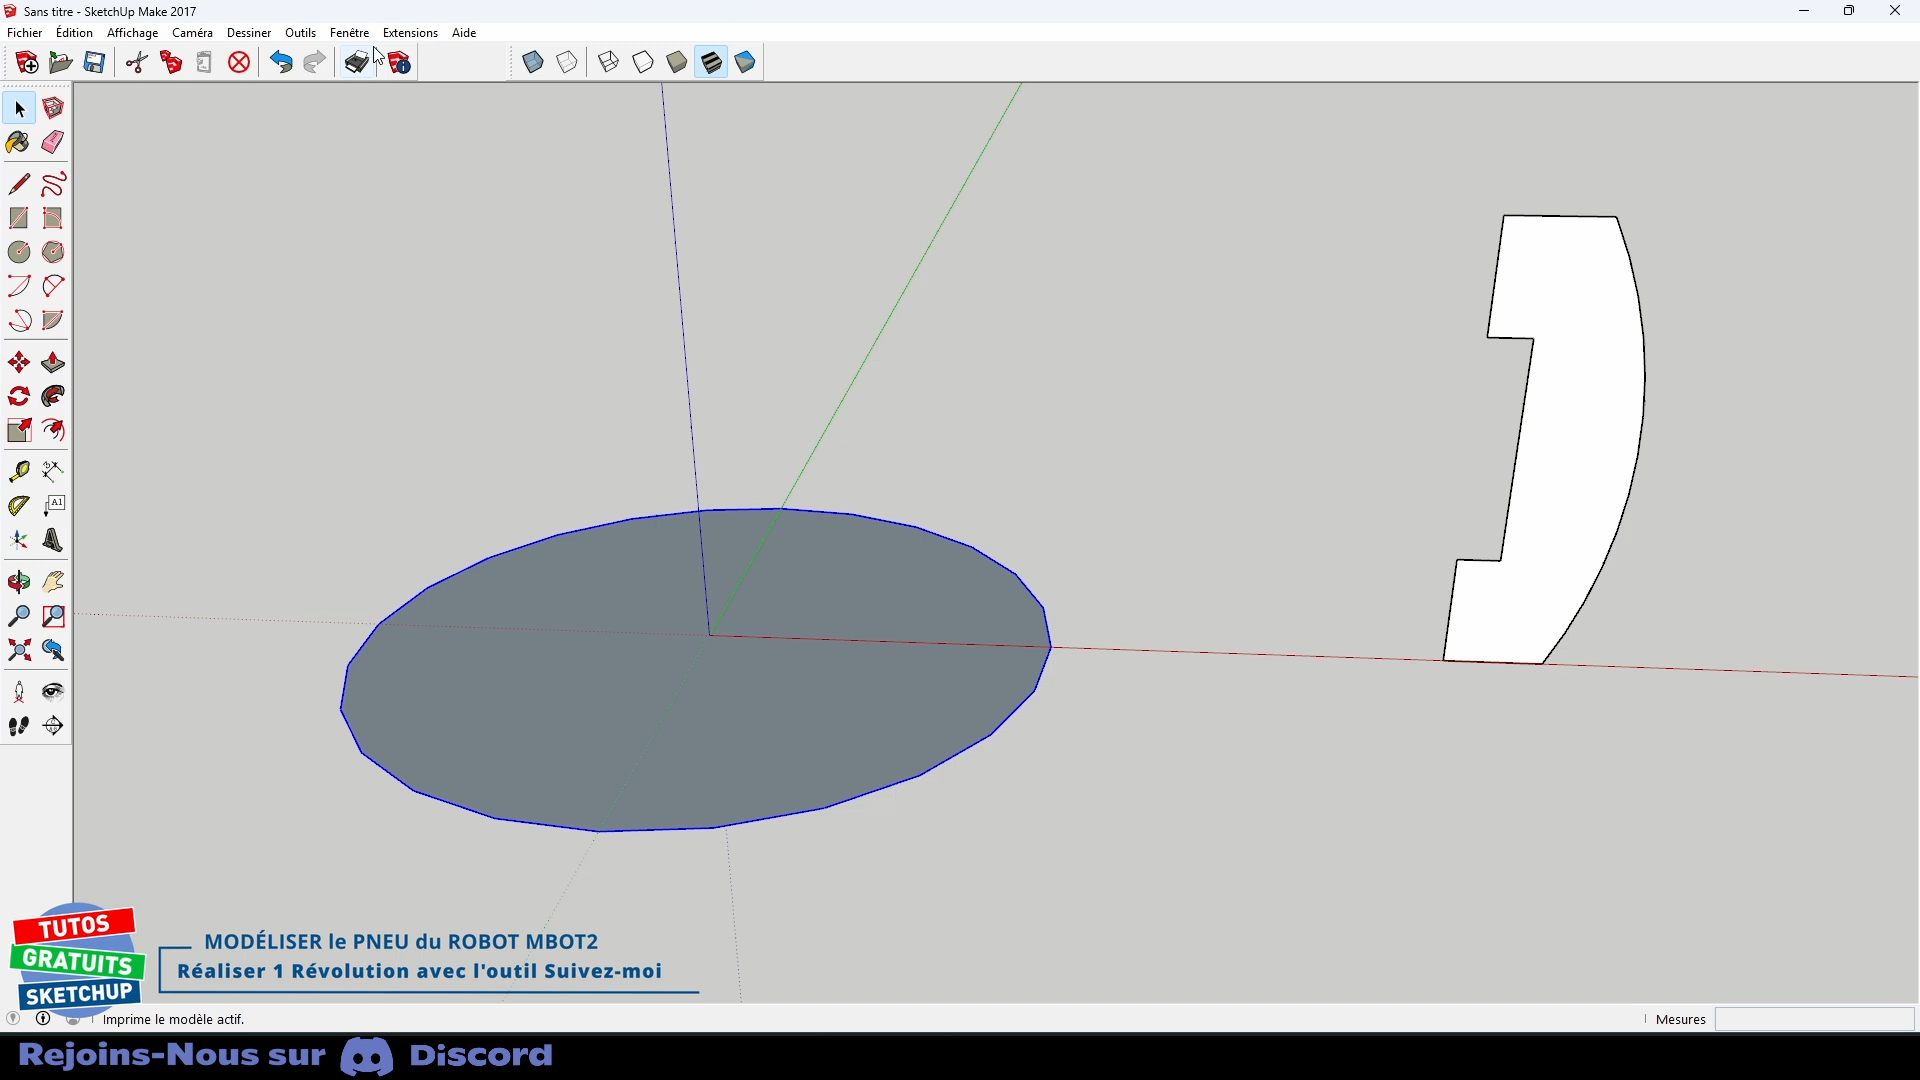 Sans titre - SketchUp Make 2017
Fichier Édition Affichage Caméra Dessiner Outils Fenêtre Extensions Aide
A1
TUTOS
GRATUITS
SKETCHUP
MODÉLISER le PNEU du ROBOT MBOT2
Réaliser 1 Révolution avec l'outil Suivez-moi
Imprime le modèle actif.
Mesures
Rejoins-Nous sur Discord